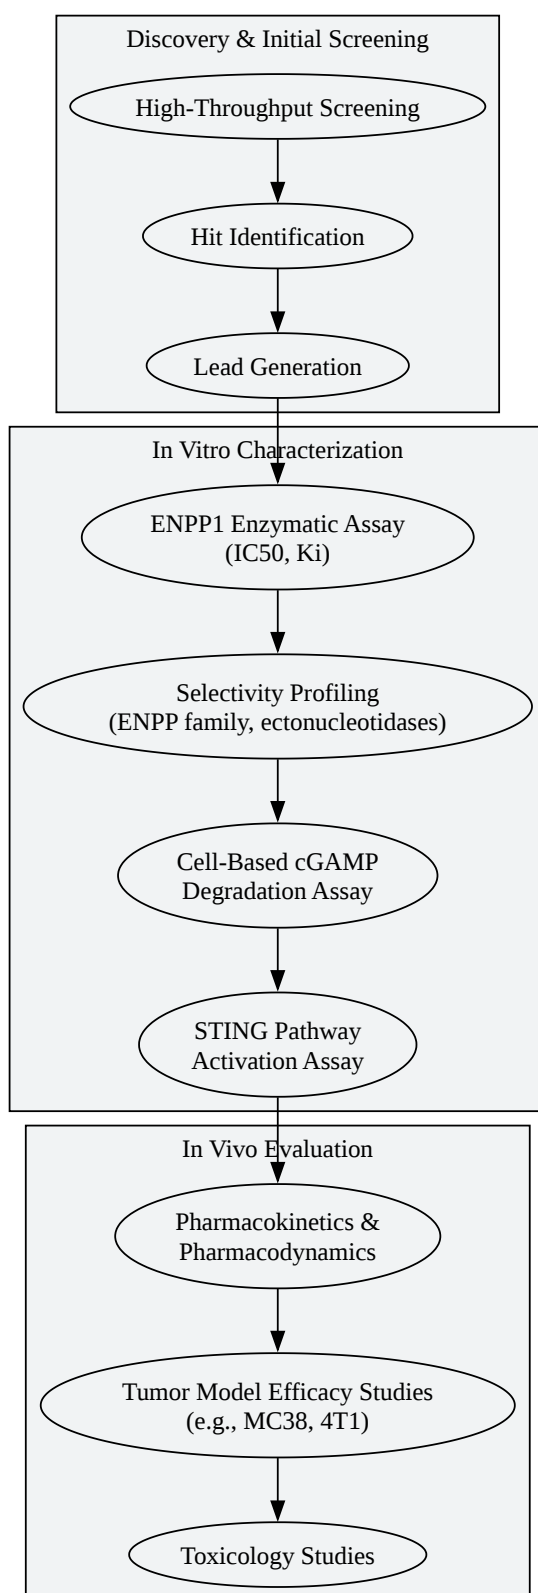 Discovery & Initial Screening
High-Throughput Screening
Hit Identification
Lead Generation
In Vitro Characterization
ENPP1 Enzymatic Assay
(IC50, Ki)
Selectivity Profiling
(ENPP family, ectonucleotidases)
Cell-Based cGAMP
Degradation Assay
STING Pathway
Activation Assay
In Vivo Evaluation
Pharmacokinetics &
Pharmacodynamics
Tumor Model Efficacy Studies
(e.g., MC38, 4T1)
Toxicology Studies